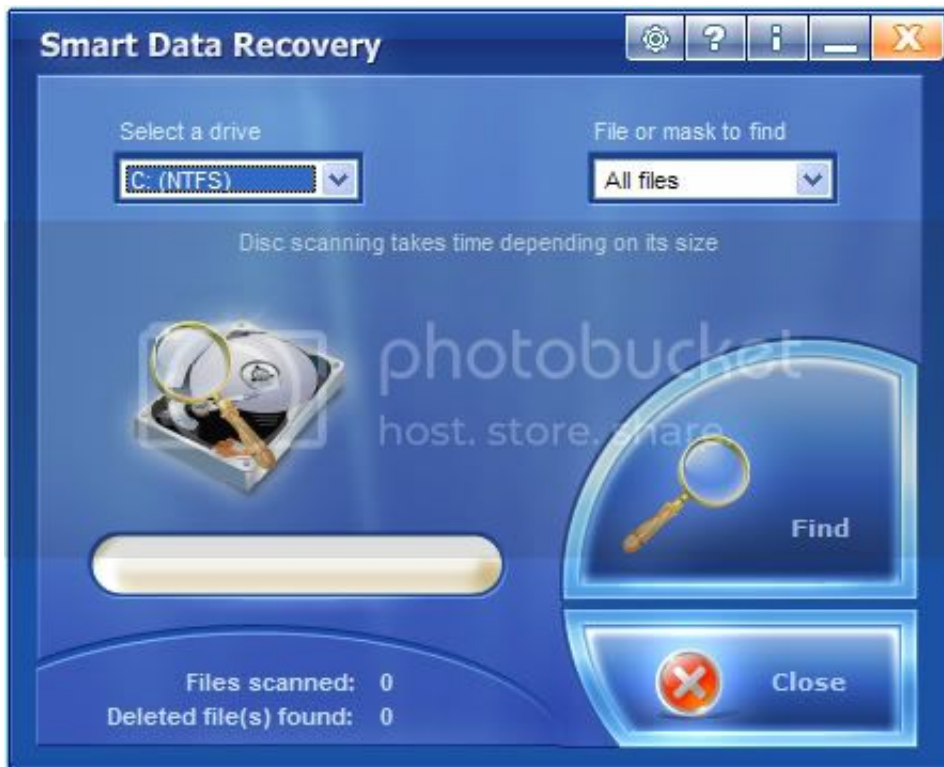 Smart Data Recovery
?
i
X
Select a drive
File or mask to find
C: (NTFS)
All files
Disc scanning takes time depending on its size
photobucket
host. store. share.
Find
Files scanned: 0
Deleted file(s) found: 0
Close